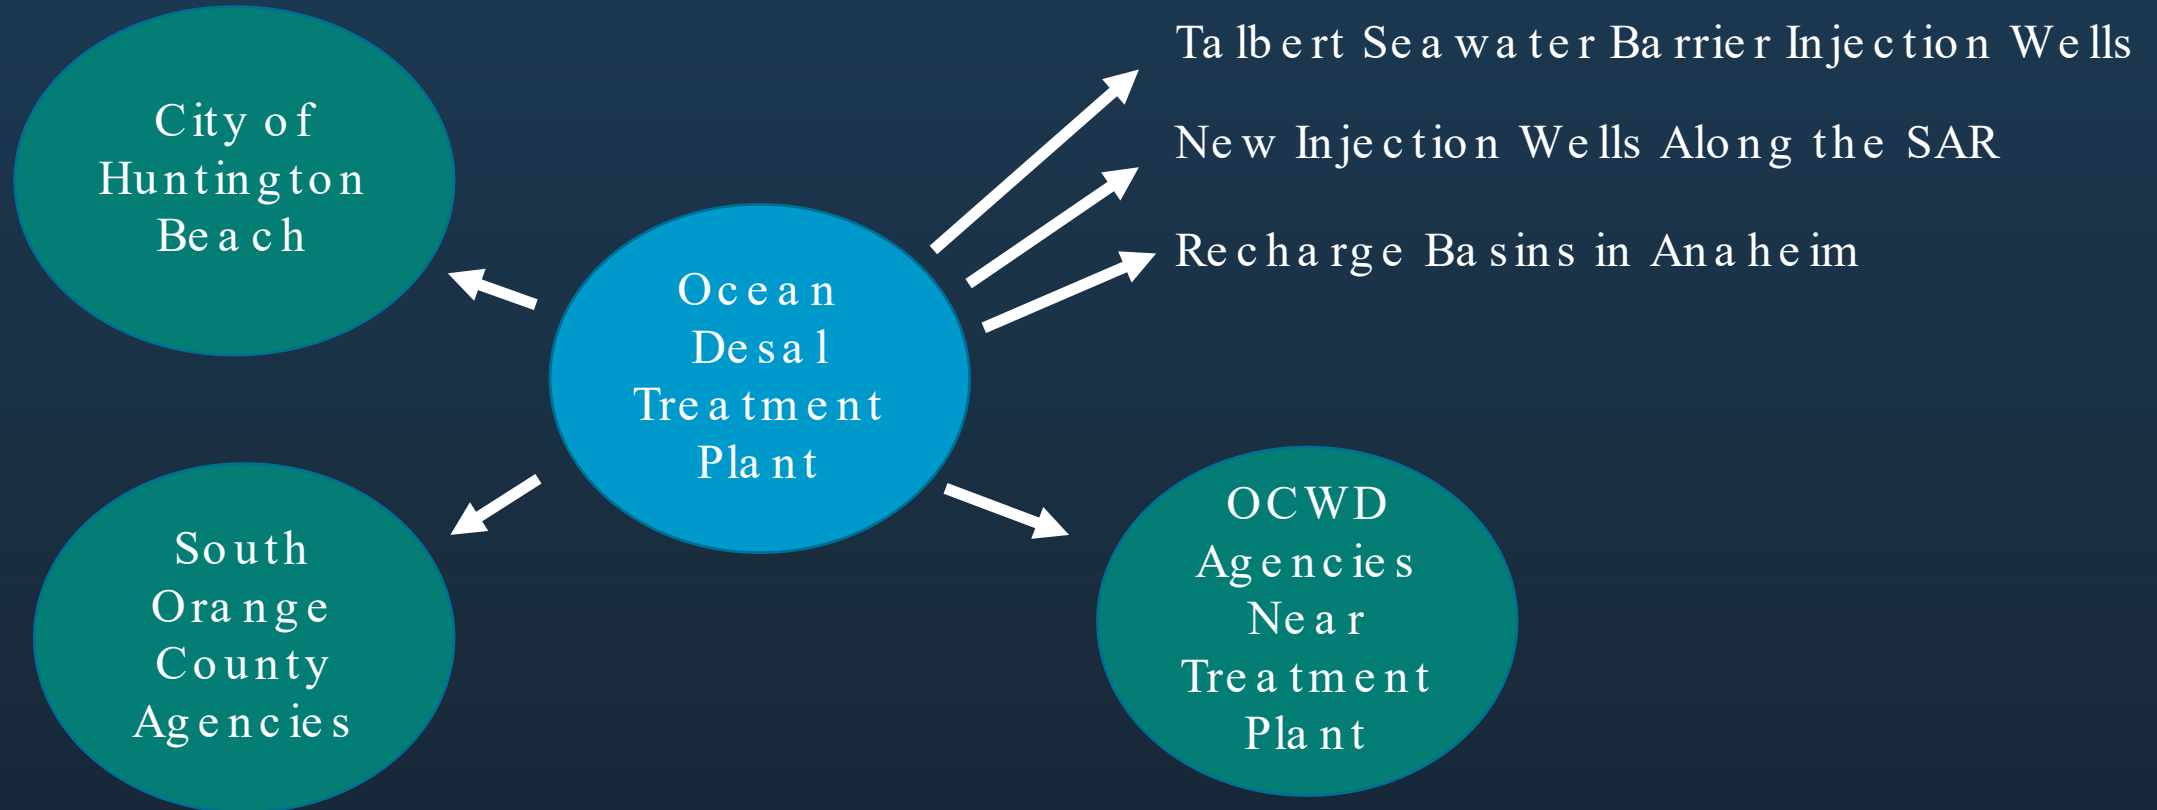 City of
Huntington
Beach
Talbert Seawater Barrier Injection Wells
New Injection Wells Along the SAR
Recharge Basins in Anaheim
Ocean
Desal
Treatment
Plant
South
Orange
County
Agencies
OCWD
Agencies
Near
Treatment
Plant